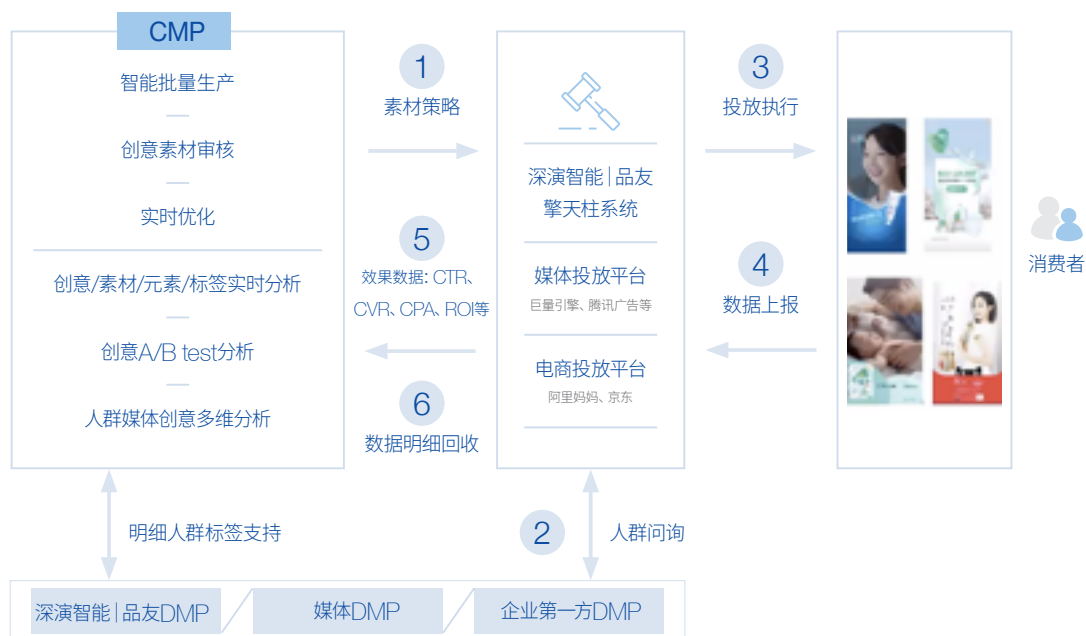 CMP
智能批量生产
创意素材审核
实时优化
创意/素材/元素/标签实时分析
创意A/B test分析
人群媒体创意多维分析
1
素材策略
5
效果数据：CTR、
CVR、CPA、ROI等
6
数据明细回收
深演智能|品友
擎天柱系统
媒体投放平台
巨量引擎、腾讯广告等
电商投放平台
阿里妈妈、京东
3
投放执行
4
数据上报
消费者
明细人群标签支持
2
人群问询
深演智能|品友DMP
媒体DMP
企业第一方DMP